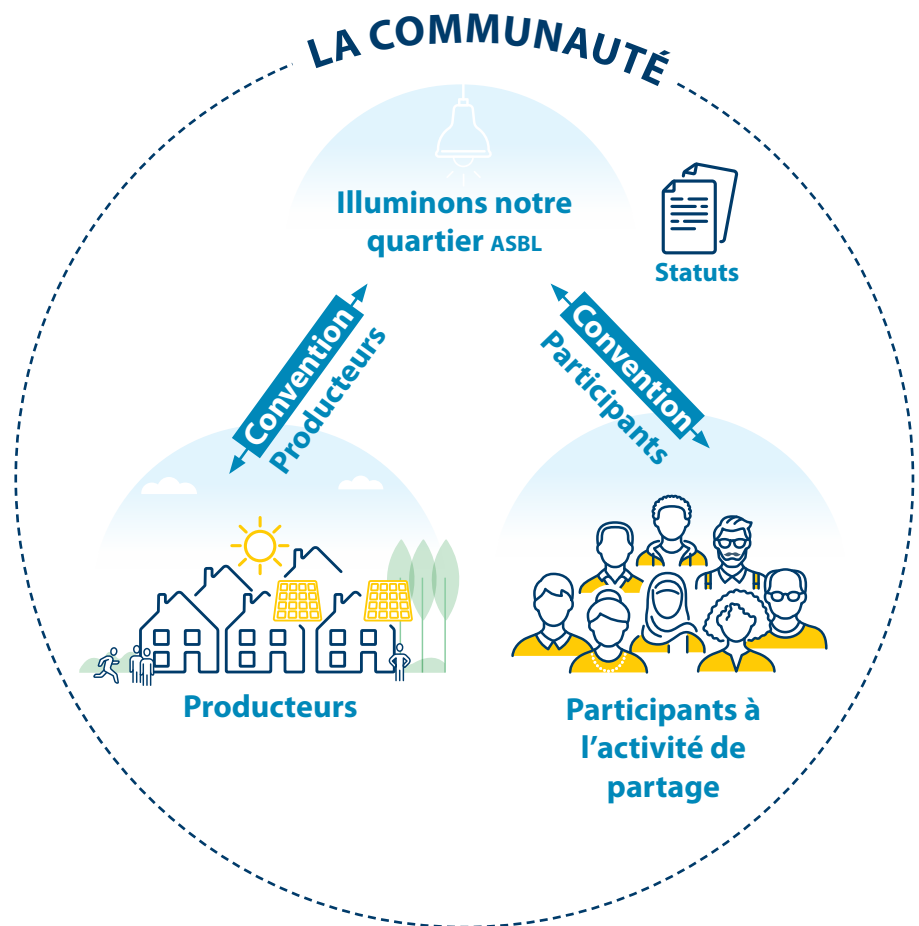 LA COMMUNAUTÉ
Illuminons notre
quartier ASBL
Statuts
Convention
Producteurs
Convention
Participants
Producteurs
Participants à
l’activité de
partage